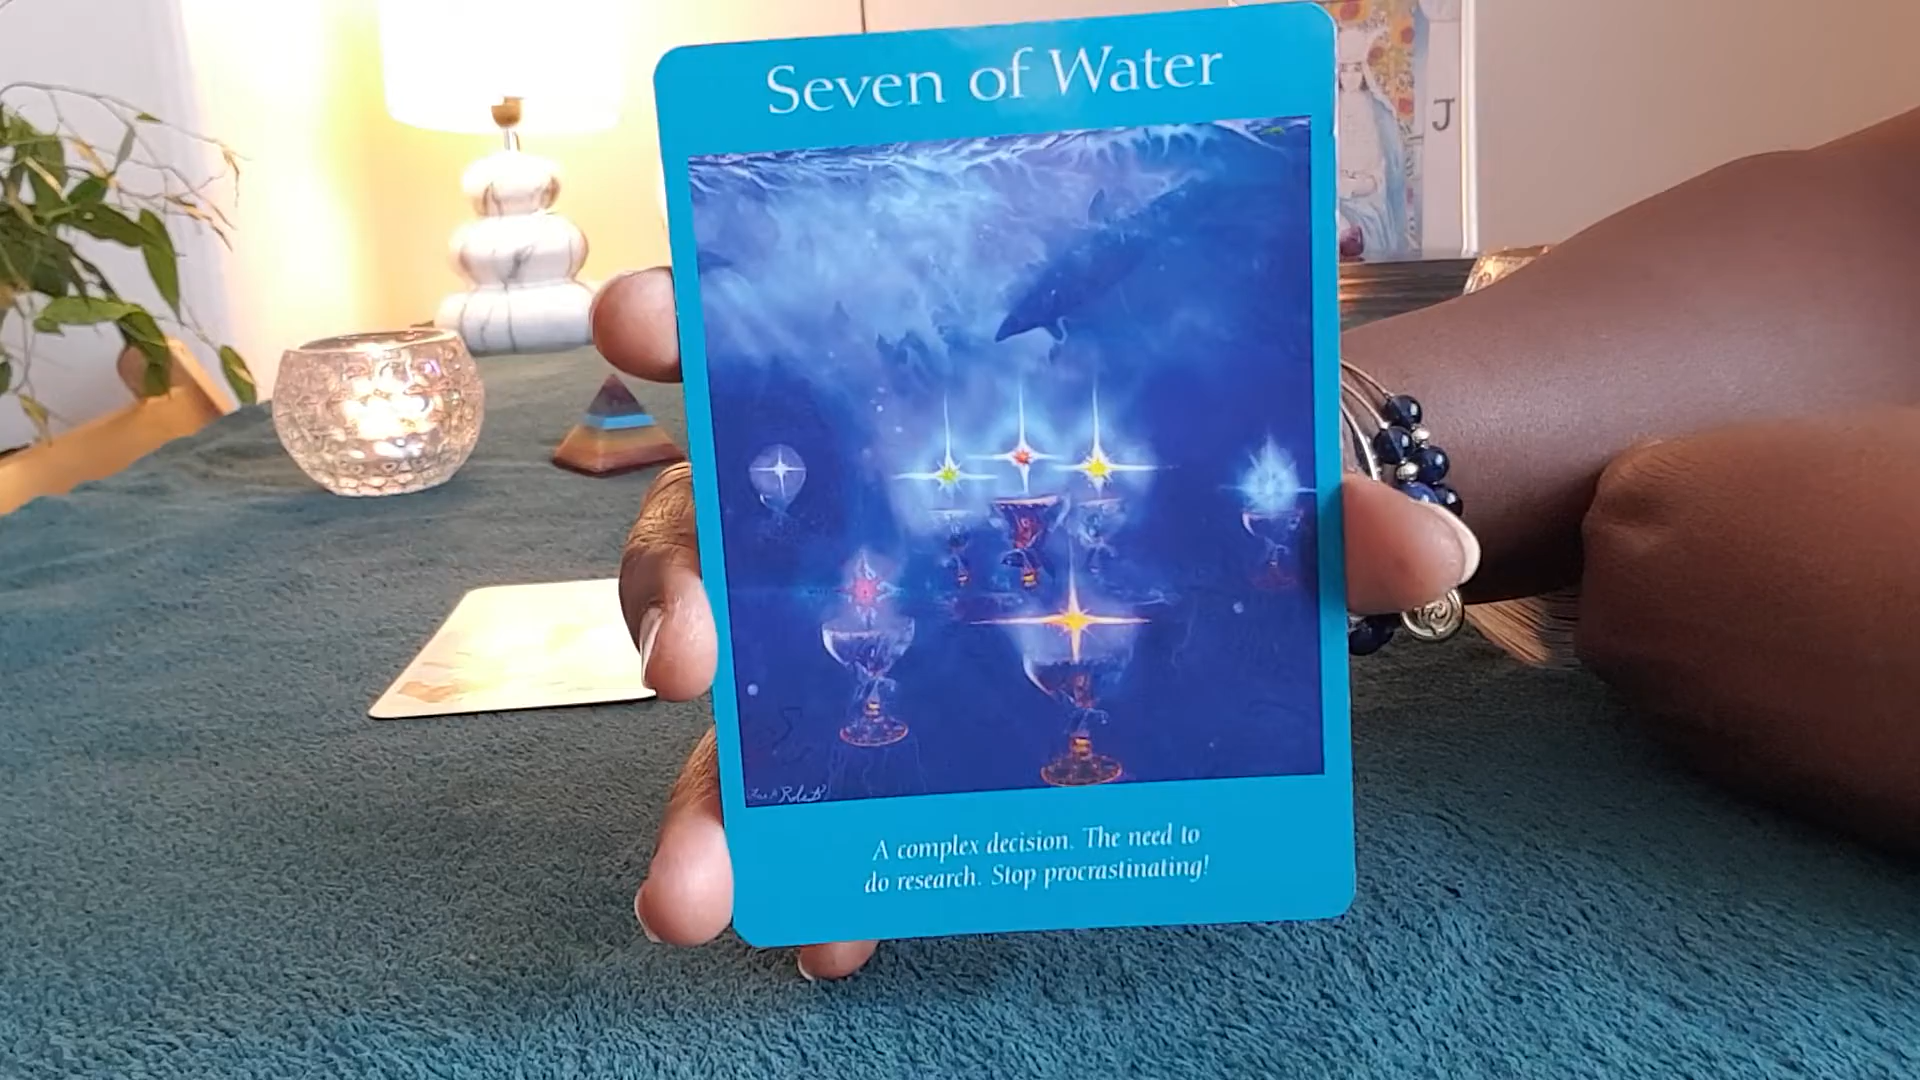 Seven of Water
J
A complex decision. The need to
do research. Stop procrastinating!